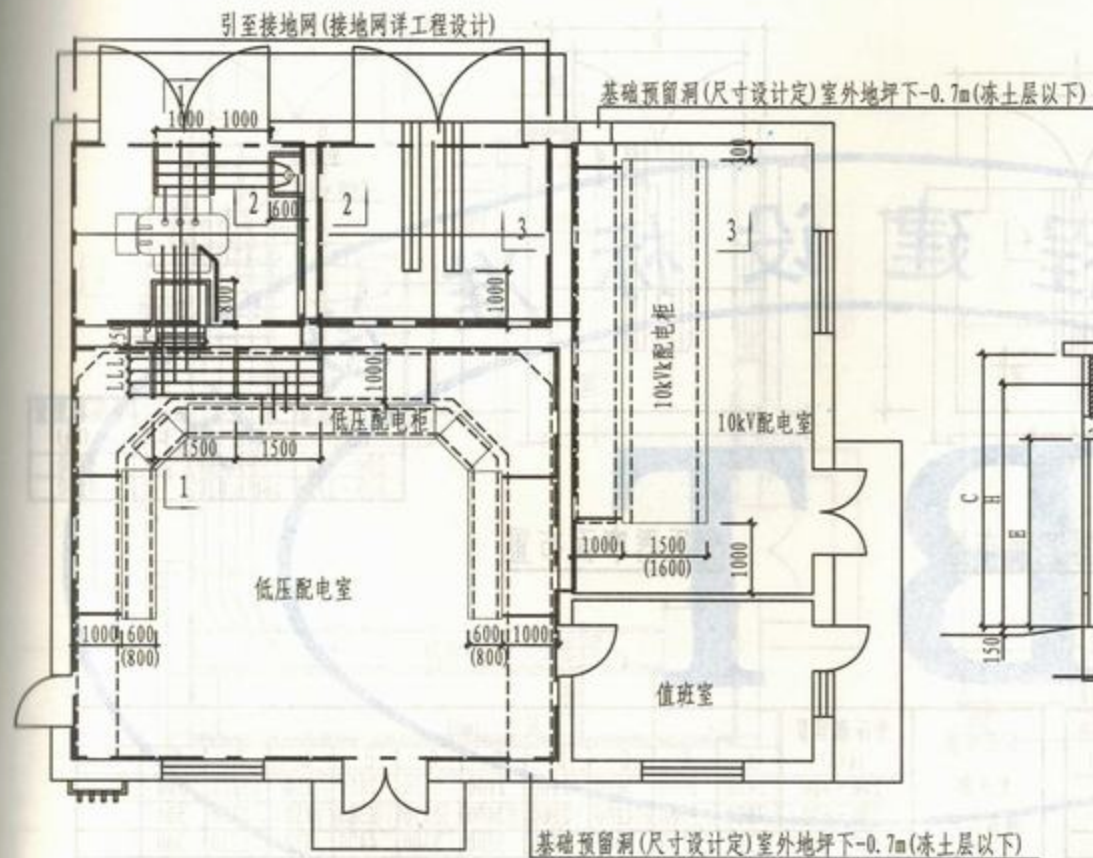 引至接地网(接地网详工程设计)
基础预留洞(尺寸设计定)室外地坪下-0.7m(冻土层以下)
1
1000 1000
300
2 600 2
3 3
800
1000
10kVk配电柜
LLL 50
1000
低压配电柜
10kV配电室
1500 1500
1
C
H
E
1000 1500
(1600)
1000
低压配电室
1000 600
(800)
600 1000
(800)
150
值班室
基础预留洞(尺寸设计定)室外地坪下-0.7m(冻土层以下)